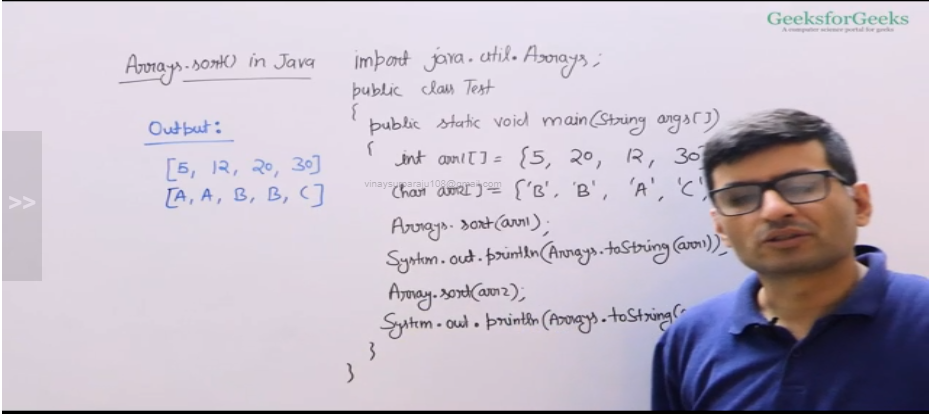 GeeksforGeeks
A computer science portal for geeks
Arrays.sort() in Java
Output:
[5, 12, 20, 30]
[A, A, B, B, C]
import java.util.Arrays;
public class Test
{
public static void main(String args[])
{ int arr1[] = {5, 20, 12, 30}
char arr2[] = {'B', 'B', 'A', 'C',
Arrays.sort(arr1);
System.out.println(Arrays.toString(arr1));
Array.sort(arr2);
System.out.println(Arrays.toString(
}
}
>>